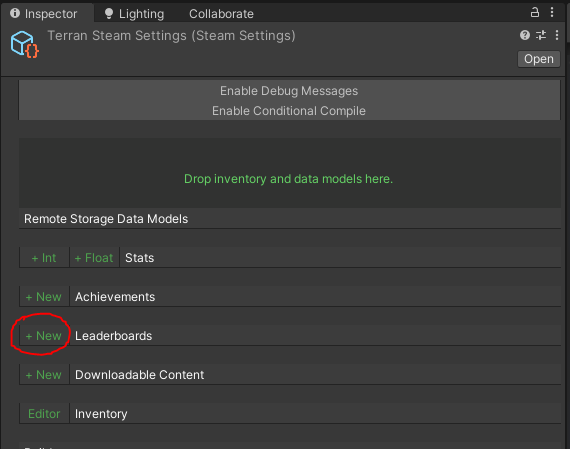 Inspector Lighting Collaborate
Terran Steam Settings (Steam Settings)
Open
Enable Debug Messages
Enable Conditional Compile
Drop inventory and data models here.
Remote Storage Data Models
+ Int + Float Stats
+ New Achievements
+ New Leaderboards
+ New Downloadable Content
Editor Inventory